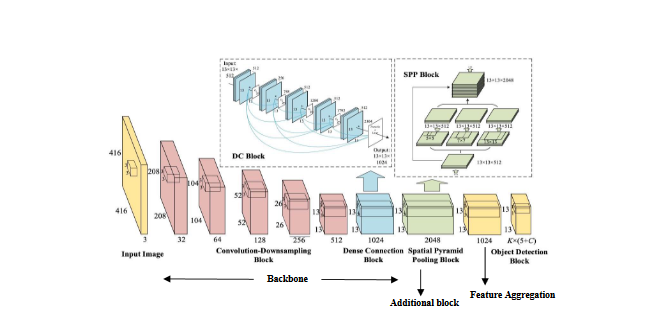 Input:
13×13×
512
512
SPP Block
13×13×2048
13×13×512 13×13×512 13×13×512
13×13×512
DC Block
Output:
13×13×
1024
416
208
104
52
26
13
13
13
13
13
416
208
104
52
26
13
13
13
13
13
3
32
64
128
256
512
1024
2048
1024
K×(5+C)
Input Image
Convolution-Downsampling
Block
Dense Connection
Block
Spatial Pyramid
Pooling Block
Object Detection
Block
Backbone
Additional block
Feature Aggregation